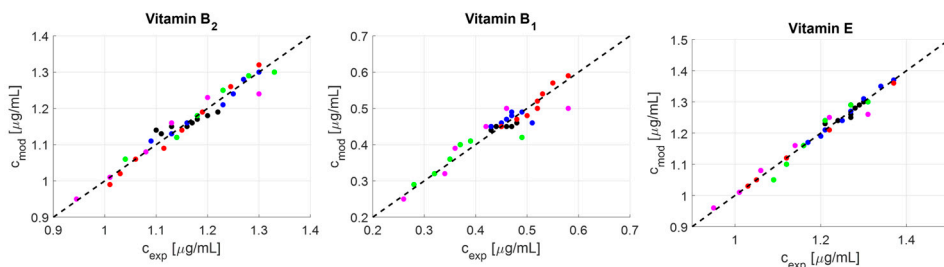 Vitamin B2
1.4
1.3
1.2
1.1
1
0.9
cmod [μg/mL]
0.9 1 1.1 1.2 1.3 1.4
cexp [μg/mL]
Vitamin B1
0.7
0.6
0.5
0.4
0.3
0.2
cmod [μg/mL]
0.2 0.3 0.4 0.5 0.6 0.7
cexp [μg/mL]
Vitamin E
1.5
1.4
1.3
1.2
1.1
1
0.9
cmod [μg/mL]
1 1.2 1.4
cexp [μg/mL]